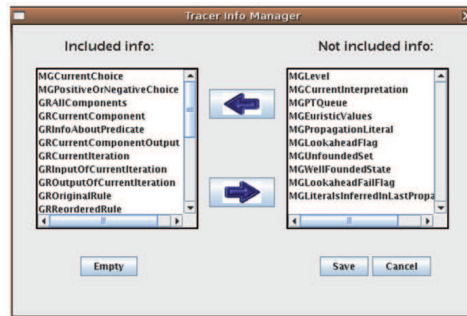 Tracer Info Manager
Included info:
Not included info:
MGCurrentChoice
MGPositiveOrNegativeChoice
GRAllComponents
GRCurrentComponent
GRInfoAboutPredicate
GRCurrentComponentOutput
GRCurrentIteration
GRInputOfCurrentIteration
GROutputOfCurrentIteration
GROriginalRule
GRReorderedRule
MGLevel
MGCurrentInterpretation
MGPTQueue
MGEuristicValues
MGPropagationLiteral
MGLookaheadFlag
MGUnfoundedSet
MGWellFoundedState
MGLookaheadFailFlag
MGLiteralsInferredInLastPropa
Empty
Save
Cancel